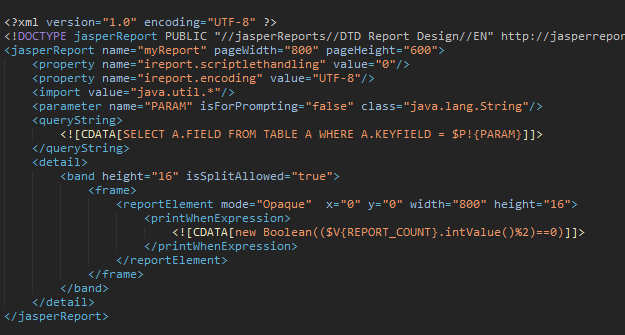 <?xml version="1.0" encoding="UTF-8" ?>
<!DOCTYPE jasperReport PUBLIC "//jasperReports//DTD Report Design//EN" http://jasperrepor
<jasperReport name="myReport" pageWidth="800" pageHeight="600">
<property name="ireport.scriptlethandling" value="0"/>
<property name="ireport.encoding" value="UTF-8"/>
<import value="java.util.*"/>
<parameter name="PARAM" isForPrompting="false" class="java.lang.String"/>
<queryString>
<![CDATA[SELECT A.FIELD FROM TABLE A WHERE A.KEYFIELD = $P!{PARAM}]]>
</queryString>
<detail>
<band height="16" isSplitAllowed="true">
<frame>
<reportElement mode="Opaque"  x="0" y="0" width="800" height="16">
<printWhenExpression>
<![CDATA[new Boolean(($V{REPORT_COUNT}.intValue()%2)==0)]]>
</printWhenExpression>
</reportElement>
</frame>
</band>
</detail>
</jasperReport>